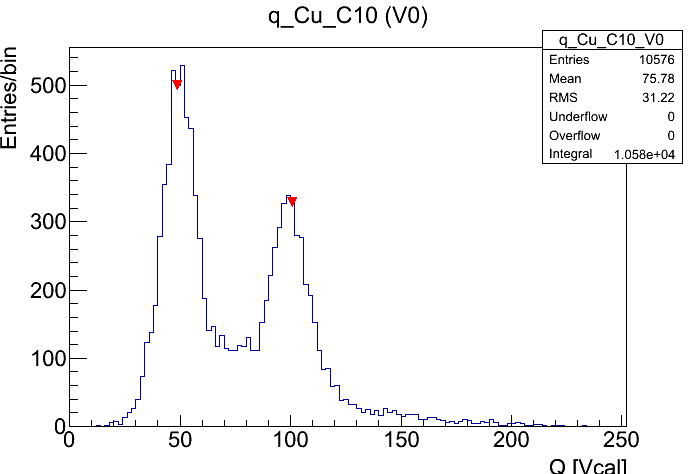 q_Cu_C10 (V0)
q_Cu_C10_V0
Entries 10576
Mean 75.78
RMS 31.22
Underflow 0
Overflow 0
Integral 1.058e+04
Entries/bin
500
400
300
200
100
0
0 50 100 150 200 250
Q [Vcal]